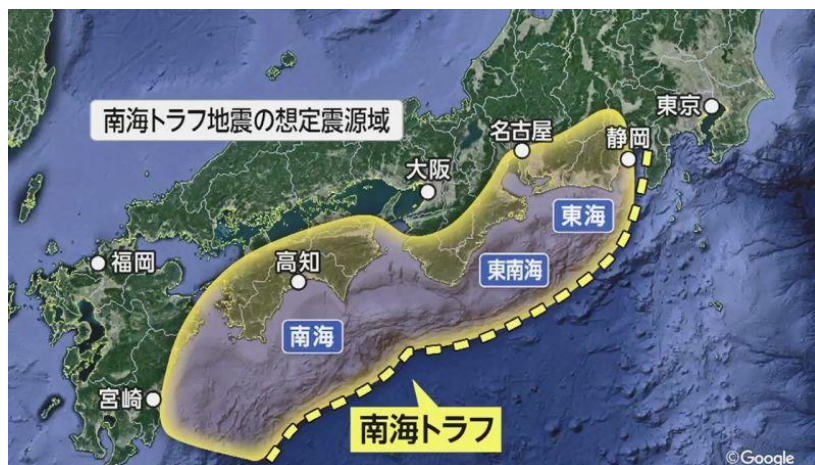 南海トラフ地震の想定震源域
東京
名古屋
静岡
大阪
東海
福岡
高知
東南海
南海
宮崎
南海トラフ
©Google